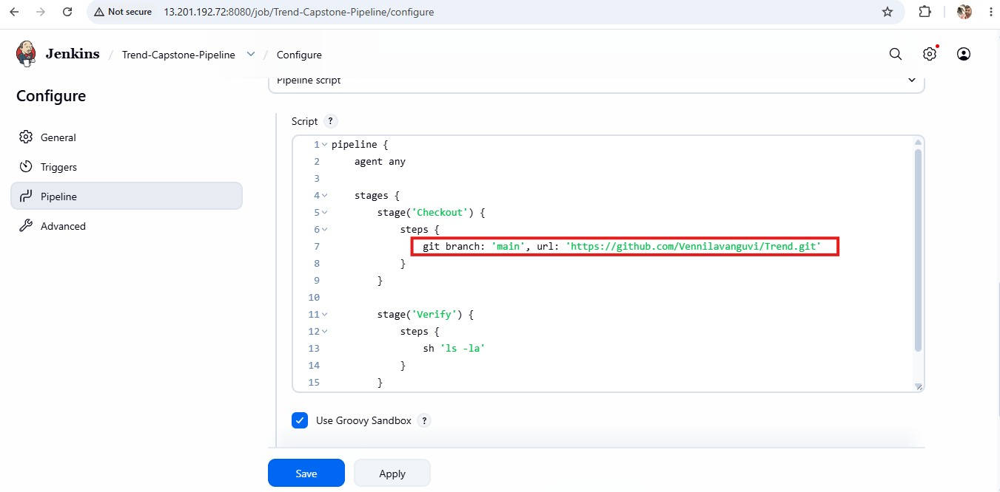 Not secure
13.201.192.72:8080/job/Trend-Capstone-Pipeline/configure
Jenkins / Trend-Capstone-Pipeline / Configure
Configure
General
Triggers
Pipeline
Advanced
Pipeline script
Script ?
1 pipeline {
2     agent any
3
4     stages {
5         stage('Checkout') {
6             steps {
7                 git branch: 'main', url: 'https://github.com/Vennilavanguvi/Trend.git'
8             }
9         }
10
11         stage('Verify') {
12             steps {
13                 sh 'ls -la'
14             }
15         }
Use Groovy Sandbox ?
Save
Apply